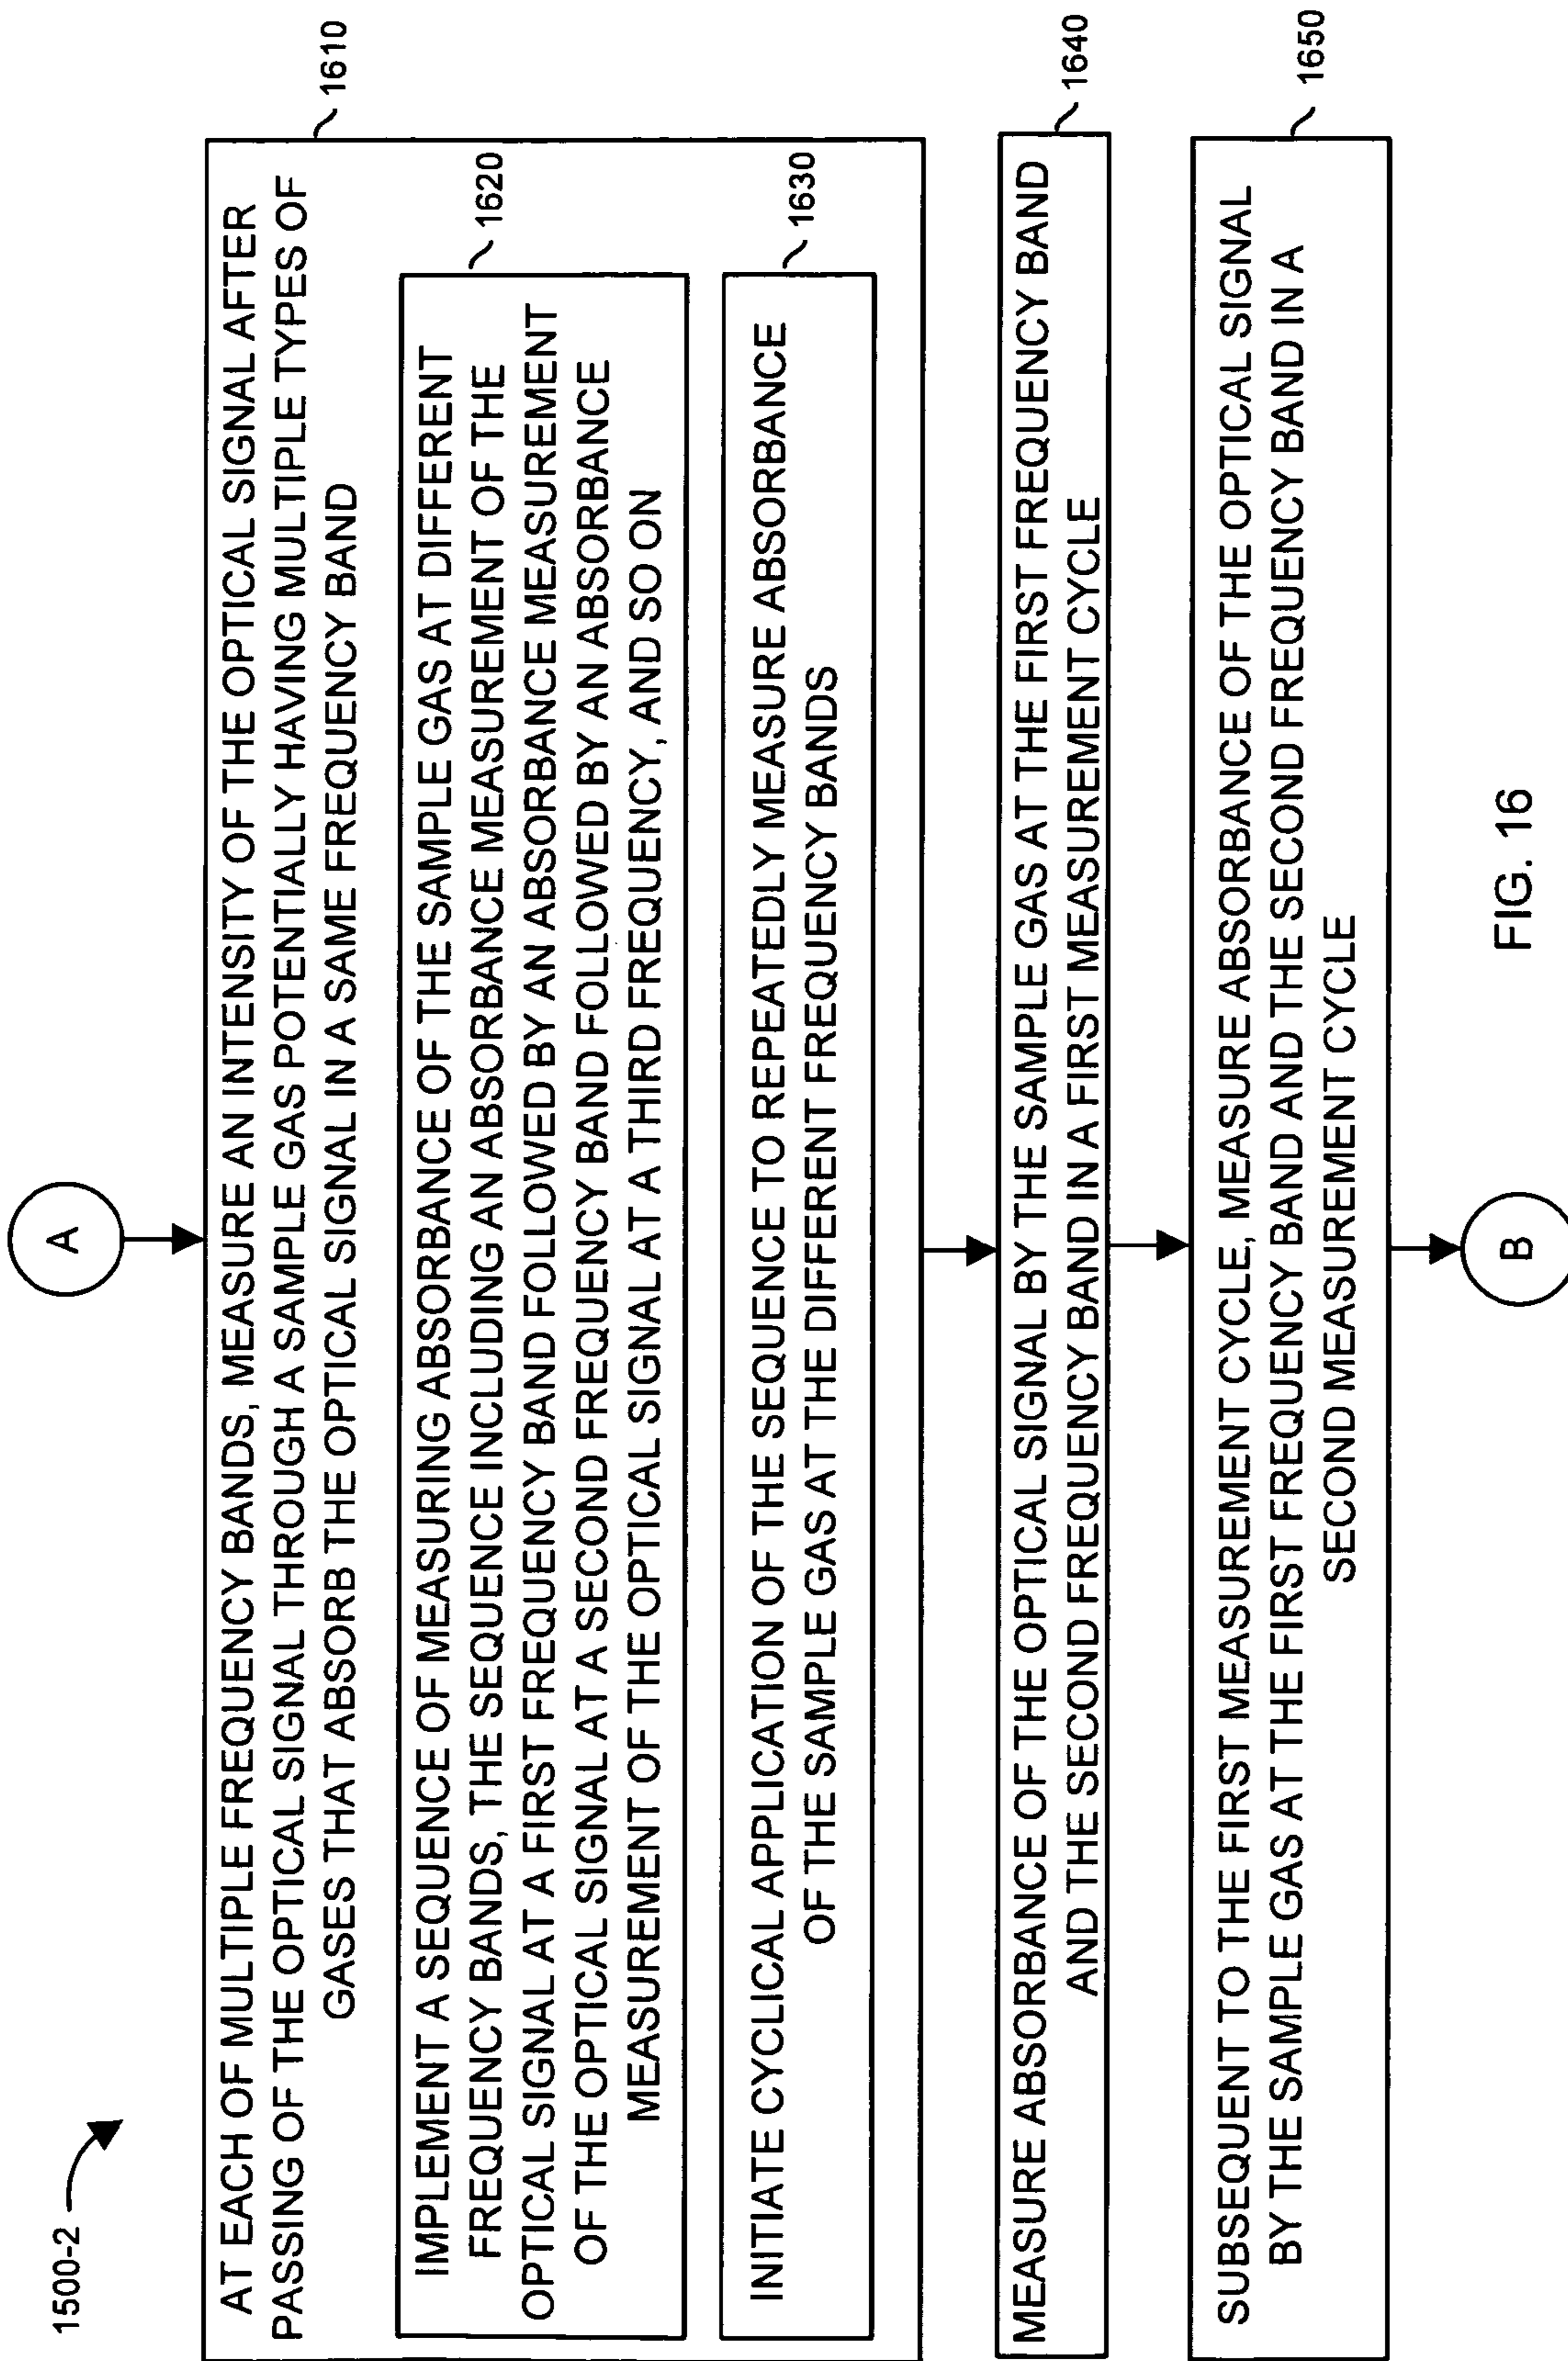 1500-2
A
AT EACH OF MULTIPLE FREQUENCY BANDS, MEASURE AN INTENSITY OF THE OPTICAL SIGNAL AFTER
PASSING OF THE OPTICAL SIGNAL THROUGH A SAMPLE GAS POTENTIALLY HAVING MULTIPLE TYPES OF
GASES THAT ABSORB THE OPTICAL SIGNAL IN A SAME FREQUENCY BAND
1610
IMPLEMENT A SEQUENCE OF MEASURING ABSORBANCE OF THE SAMPLE GAS AT DIFFERENT
FREQUENCY BANDS, THE SEQUENCE INCLUDING AN ABSORBANCE MEASUREMENT OF THE
OPTICAL SIGNAL AT A FIRST FREQUENCY BAND FOLLOWED BY AN ABSORBANCE MEASUREMENT
OF THE OPTICAL SIGNAL AT A SECOND FREQUENCY BAND FOLLOWED BY AN ABSORBANCE
MEASUREMENT OF THE OPTICAL SIGNAL AT A THIRD FREQUENCY, AND SO ON
1620
INITIATE CYCLICAL APPLICATION OF THE SEQUENCE TO REPEATEDLY MEASURE ABSORBANCE
OF THE SAMPLE GAS AT THE DIFFERENT FREQUENCY BANDS
1630
MEASURE ABSORBANCE OF THE OPTICAL SIGNAL BY THE SAMPLE GAS AT THE FIRST FREQUENCY BAND
AND THE SECOND FREQUENCY BAND IN A FIRST MEASUREMENT CYCLE
1640
SUBSEQUENT TO THE FIRST MEASUREMENT CYCLE, MEASURE ABSORBANCE OF THE OPTICAL SIGNAL
BY THE SAMPLE GAS AT THE FIRST FREQUENCY BAND AND THE SECOND FREQUENCY BAND IN A
SECOND MEASUREMENT CYCLE
1650
B
FIG. 16